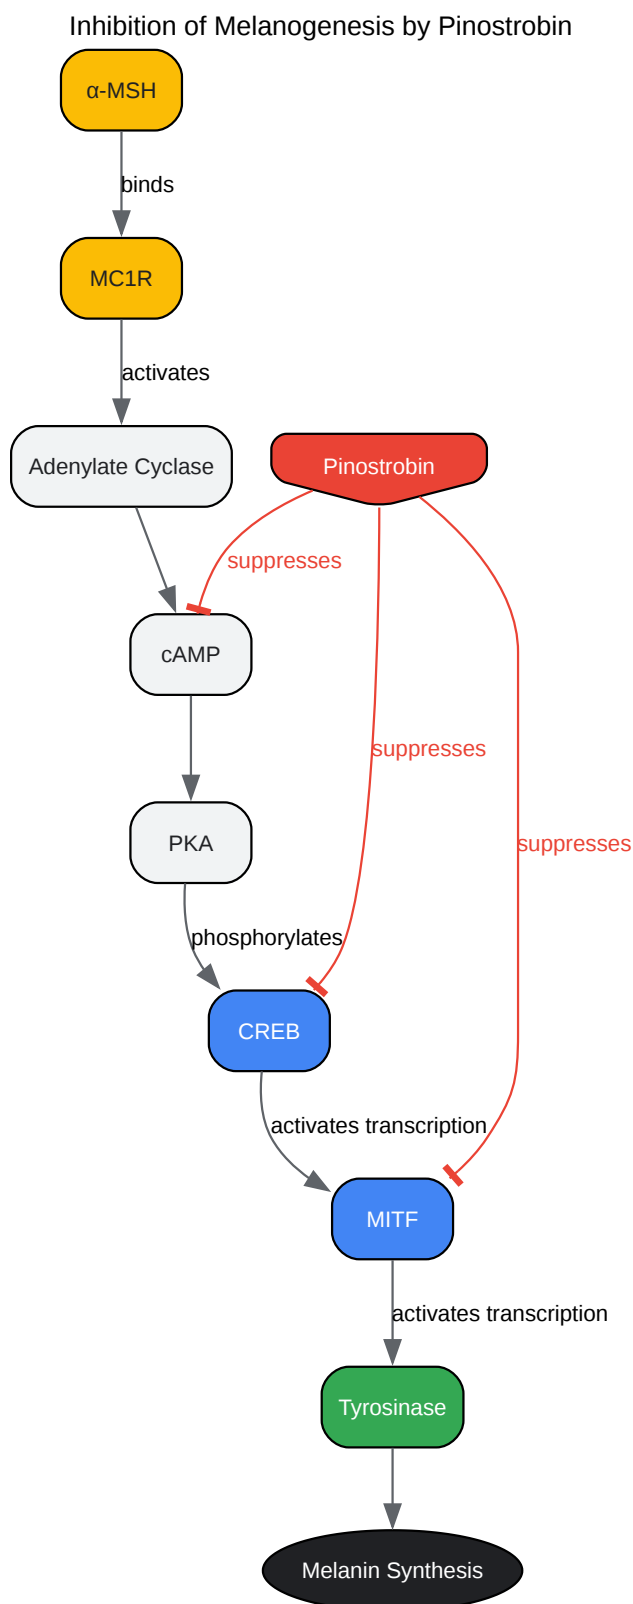 Inhibition of Melanogenesis by Pinostrobin
α-MSH
binds
MC1R
activates
Adenylate Cyclase
Pinostrobin
suppresses
cAMP
suppresses
PKA
suppresses
phosphorylates
CREB
activates transcription
MITF
activates transcription
Tyrosinase
Melanin Synthesis